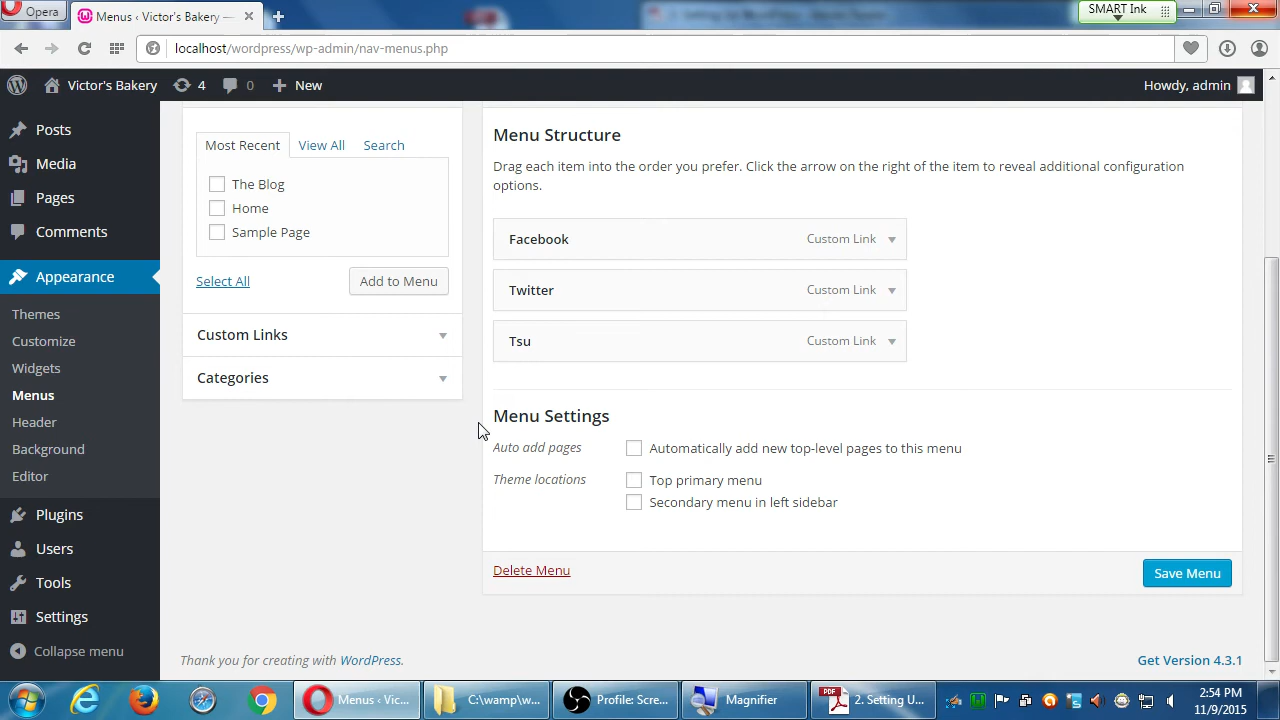 Opera
Menus ‹ Victor's Bakery —
SMART Ink
localhost/wordpress/wp-admin/nav-menus.php
Victor's Bakery
4
0
New
Howdy, admin
Posts
Media
Pages
Comments
Appearance
Themes
Customize
Widgets
Menus
Header
Background
Editor
Plugins
Users
Tools
Settings
Collapse menu
Most Recent
View All
Search
The Blog
Home
Sample Page
Select All
Add to Menu
Custom Links
Categories
Menu Structure
Drag each item into the order you prefer. Click the arrow on the right of the item to reveal additional configuration
options.
Facebook Custom Link
Twitter Custom Link
Tsu Custom Link
Menu Settings
Auto add pages Automatically add new top-level pages to this menu
Theme locations Top primary menu
Secondary menu in left sidebar
Delete Menu
Save Menu
Thank you for creating with WordPress.
Get Version 4.3.1
Menus ‹ Vic...
C:\wamp\w...
Profile: Scre...
Magnifier
PDF
2. Setting U...
2:54 PM
11/9/2015